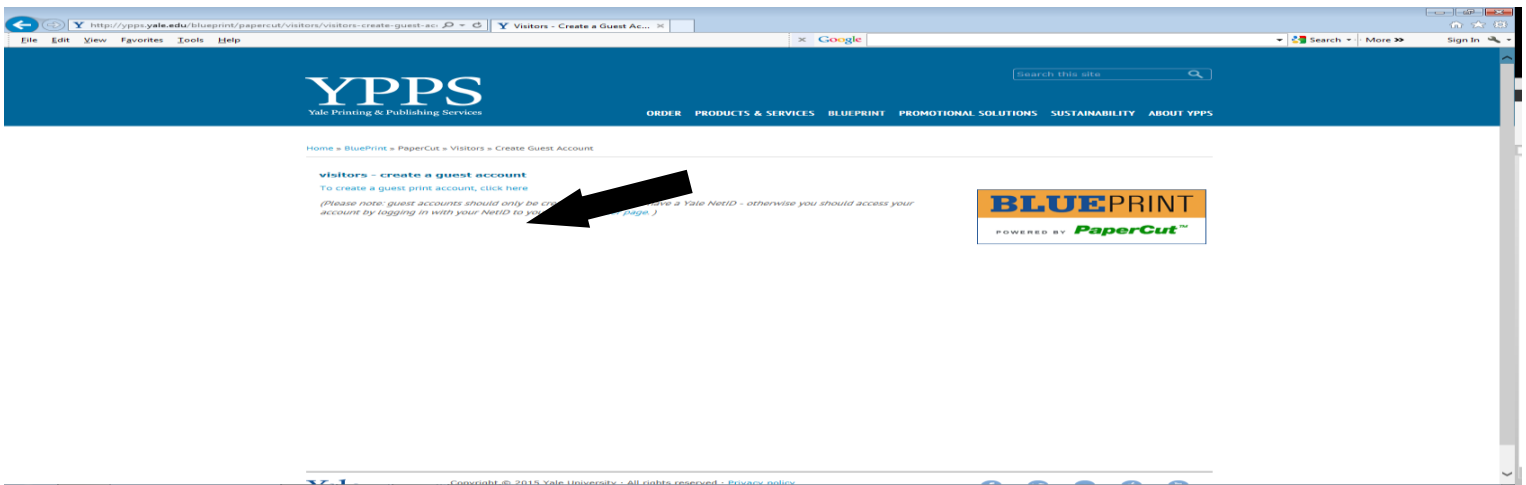 http://ypps.yale.edu/blueprint/papercut/visitors/visitors-create-guest-ac
Y Visitors - Create a Guest Ac...
File Edit View Favorites Tools Help
Google
Search More »
Sign In
YPPS
Yale Printing & Publishing Services
Search this site
ORDER PRODUCTS & SERVICES BLUEPRINT PROMOTIONAL SOLUTIONS SUSTAINABILITY ABOUT YPPS
Home » BluePrint » PaperCut » Visitors » Create Guest Account
visitors - create a guest account
To create a guest print account, click here
(Please note: guest accounts should only be have a Yale NetID - otherwise you should access your
account by logging in with your NetID to page. )
BLUEPRINT
POWERED BY PaperCut™
Copyright © 2015 Yale University · All rights reserved · Privacy policy